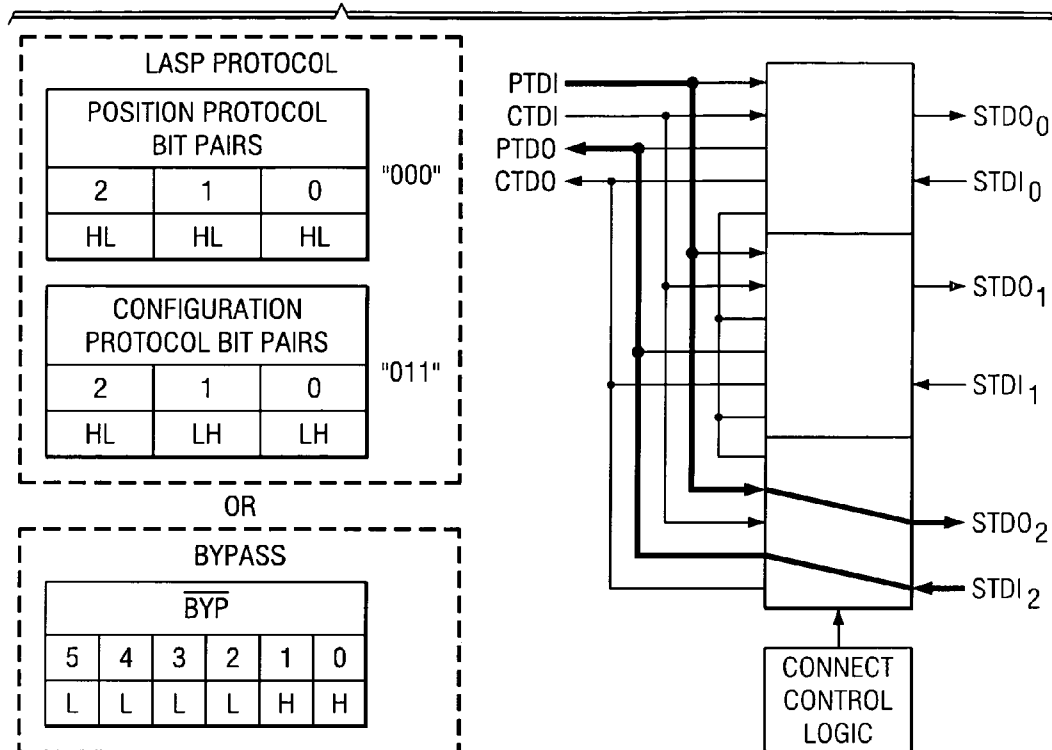 LASP PROTOCOL
POSITION PROTOCOL
BIT PAIRS
2 1 0
HL HL HL
"000"
CONFIGURATION
PROTOCOL BIT PAIRS
2 1 0
HL LH LH
"011"
OR
BYPASS
BYP
5 4 3 2 1 0
L L L L H H
PTDI
CTDI
PTDO
CTDO
STDO0
STDI0
STDO1
STDI1
STDO2
STDI2
CONNECT
CONTROL
LOGIC